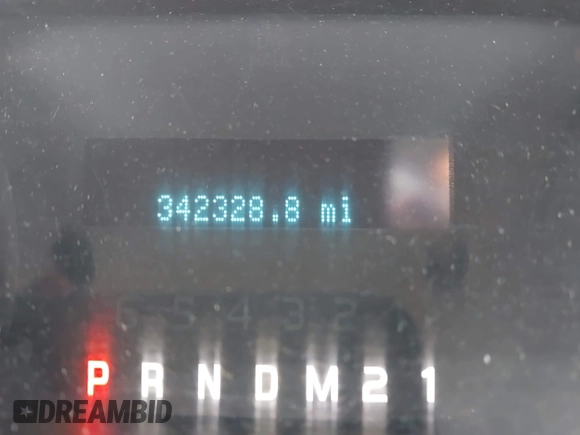 342328.8 mi
6 5 4 3 2
P R N D M 2 1
DREAMBID